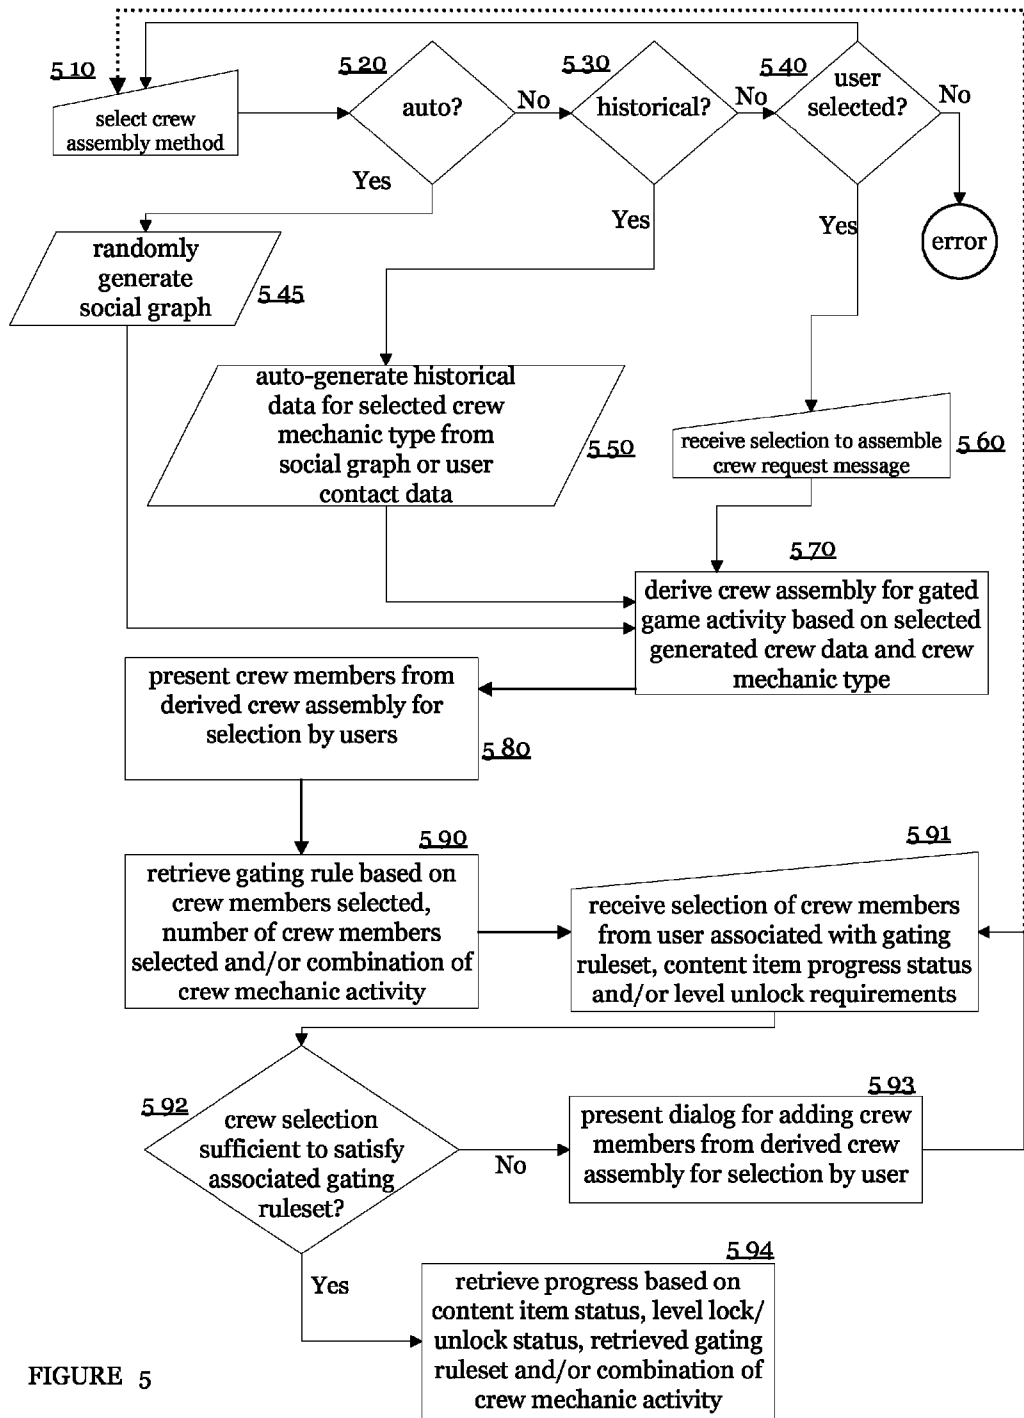 5 10
select crew
assembly method
5 20
auto?
No
5 30
historical?
No
5 40
user
selected?
No
Yes
Yes
Yes
error
randomly
generate
social graph
5 45
auto-generate historical
data for selected crew
mechanic type from
social graph or user
contact data
5 50
receive selection to assemble
crew request message
5 60
5 70
derive crew assembly for gated
game activity based on selected
generated crew data and crew
mechanic type
present crew members from
derived crew assembly for
selection by users
5 80
5 90
retrieve gating rule based on
crew members selected,
number of crew members
selected and/or combination of
crew mechanic activity
5 91
receive selection of crew members
from user associated with gating
ruleset, content item progress status
and/or level unlock requirements
5 92
crew selection
sufficient to satisfy
associated gating
ruleset?
No
5 93
present dialog for adding crew
members from derived crew
assembly for selection by user
Yes
5 94
retrieve progress based on
content item status, level lock/
unlock status, retrieved gating
ruleset and/or combination of
crew mechanic activity
FIGURE 5